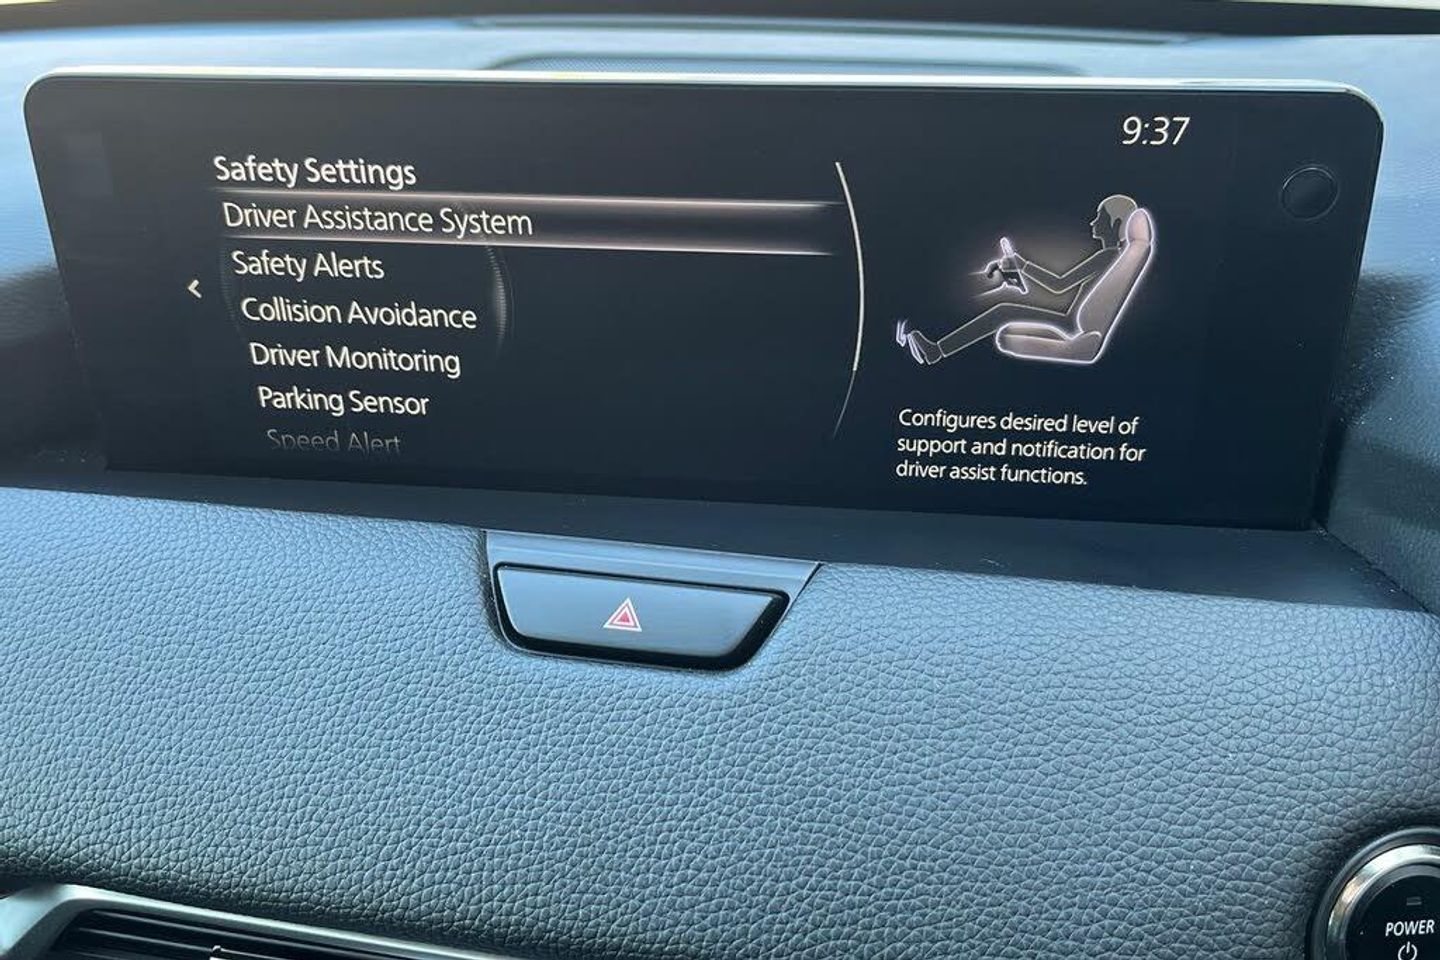 9:37
Safety Settings
Driver Assistance System
Safety Alerts
Collision Avoidance
Driver Monitoring
Parking Sensor
Speed Alert
Configures desired level of
support and notification for
driver assist functions.
POWER